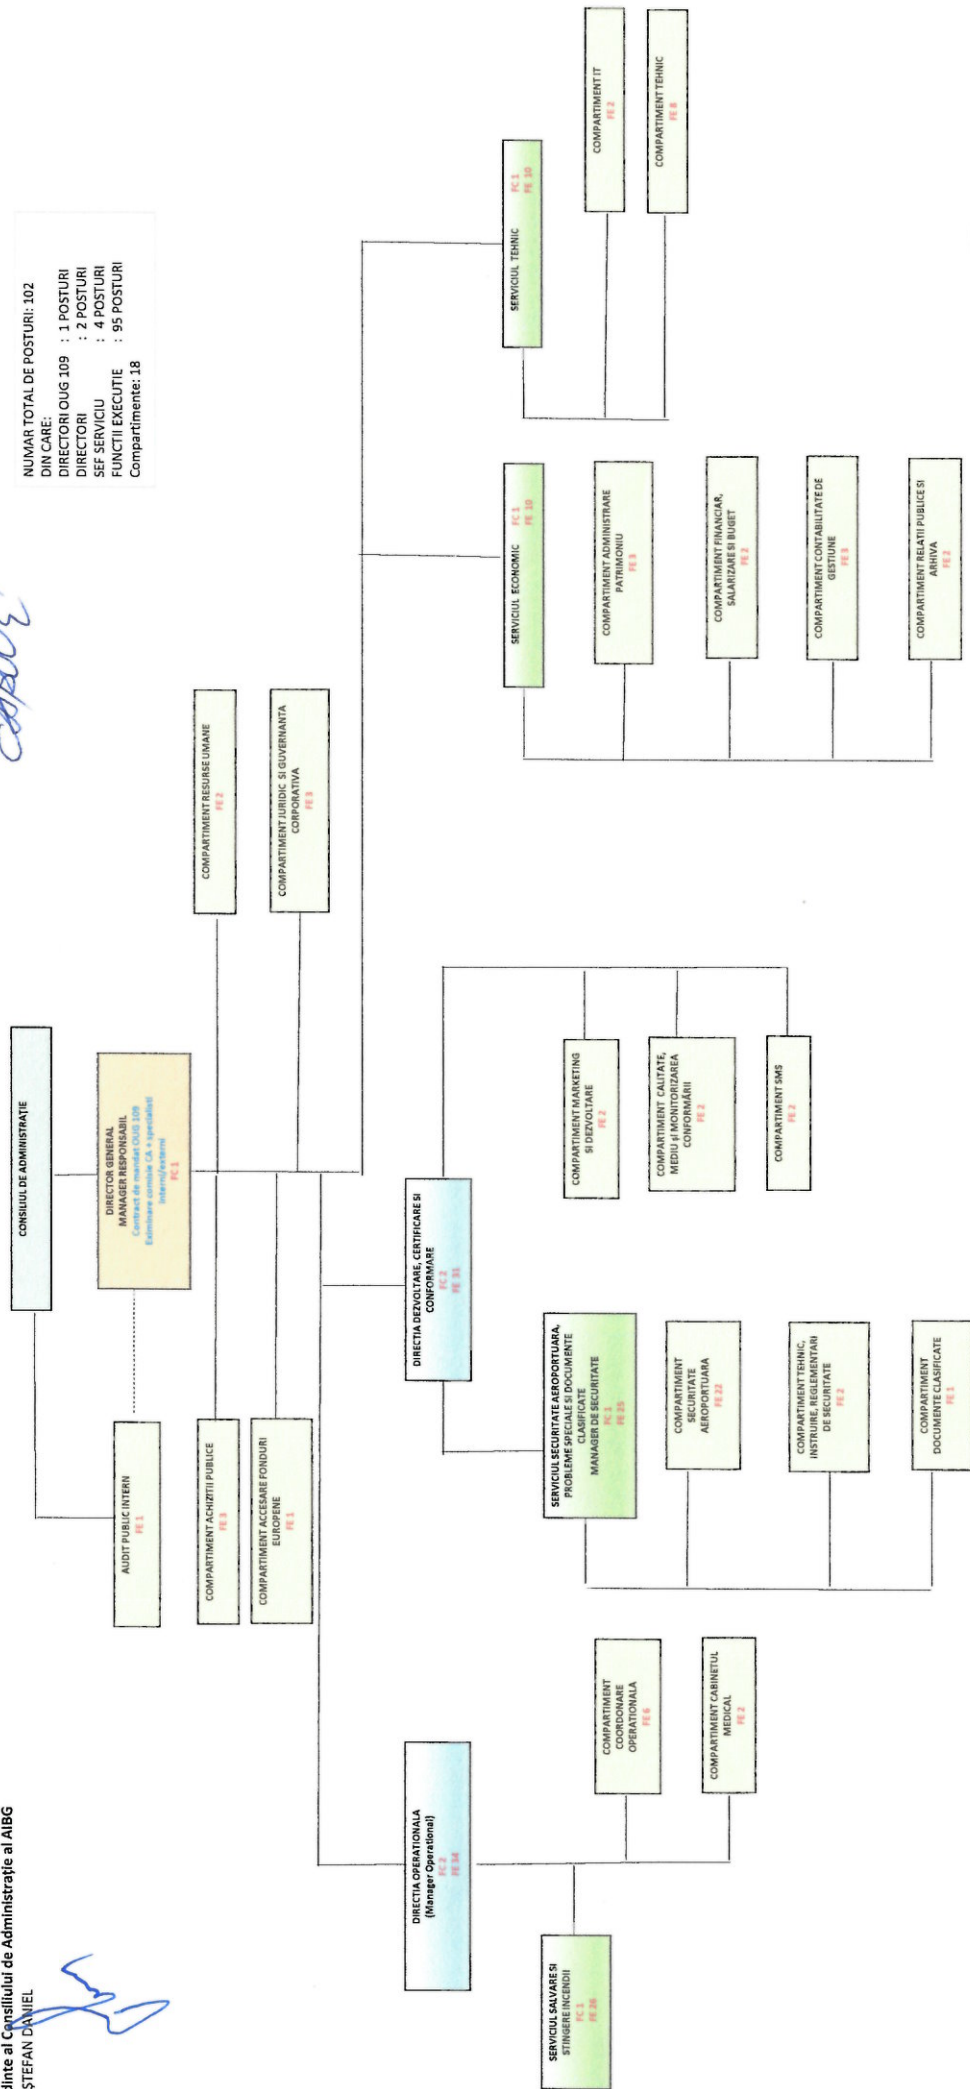 dinte al Consiliului de Administrație al AIBG
ȘTEFAN DANIEL
NUMAR TOTAL DE POSTURI: 102
DIN CARE:
DIRECTORI OUG 109 : 1 POSTURI
DIRECTORI : 2 POSTURI
SEF SERVICIU : 4 POSTURI
FUNCTII EXECUTIE : 95 POSTURI
Compartimente: 18
CONSILIUL DE ADMINISTRAȚIE
DIRECTOR GENERAL
MANAGER RESPONSABIL
Contract de mandat OUG 109
Examinare comisie CA + specialisti
interni/externi
FC 1
AUDIT PUBLIC INTERN
FE 1
COMPARTIMENT ACHIZITII PUBLICE
FE 3
COMPARTIMENT ACCESARE FONDURI
EUROPENE
FE 1
COMPARTIMENT RESURSE UMANE
FE 2
COMPARTIMENT JURIDIC SI GUVERNANTA
CORPORATIVA
FE 3
DIRECTIA OPERATIONALA
(Manager Operational)
FC 2
FE 34
SERVICIUL SALVARE SI
STINGERE INCENDII
FC 1
FE 26
COMPARTIMENT
COORDONARE
OPERATIONALA
FE 6
COMPARTIMENT CABINETUL
MEDICAL
FE 2
DIRECTIA DEZVOLTARE, CERTIFICARE SI
CONFORMARE
FC 2
FE 31
SERVICIUL SECURITATE AEROPORTUARA,
PROBLEME SPECIALE SI DOCUMENTE
CLASIFICATE
MANAGER DE SECURITATE
FC 1
FE 25
COMPARTIMENT
SECURITATE
AEROPORTUARA
FE 22
COMPARTIMENT TEHNIC,
INSTRUIRE, REGLEMENTARI
DE SECURITATE
FE 2
COMPARTIMENT
DOCUMENTE CLASIFICATE
FE 1
COMPARTIMENT MARKETING
SI DEZVOLTARE
FE 2
COMPARTIMENT CALITATE,
MEDIU și MONITORIZAREA
CONFORMĂRII
FE 2
COMPARTIMENT SMS
FE 2
SERVICIUL ECONOMIC FC 1
FE 10
COMPARTIMENT ADMINISTRARE
PATRIMONIU
FE 3
COMPARTIMENT FINANCIAR,
SALARIZARE SI BUGET
FE 2
COMPARTIMENT CONTABILITATE DE
GESTIUNE
FE 3
COMPARTIMENT RELATII PUBLICE SI
ARHIVA
FE 2
SERVICIUL TEHNIC FC 1
FE 10
COMPARTIMENT IT
FE 2
COMPARTIMENT TEHNIC
FE 8